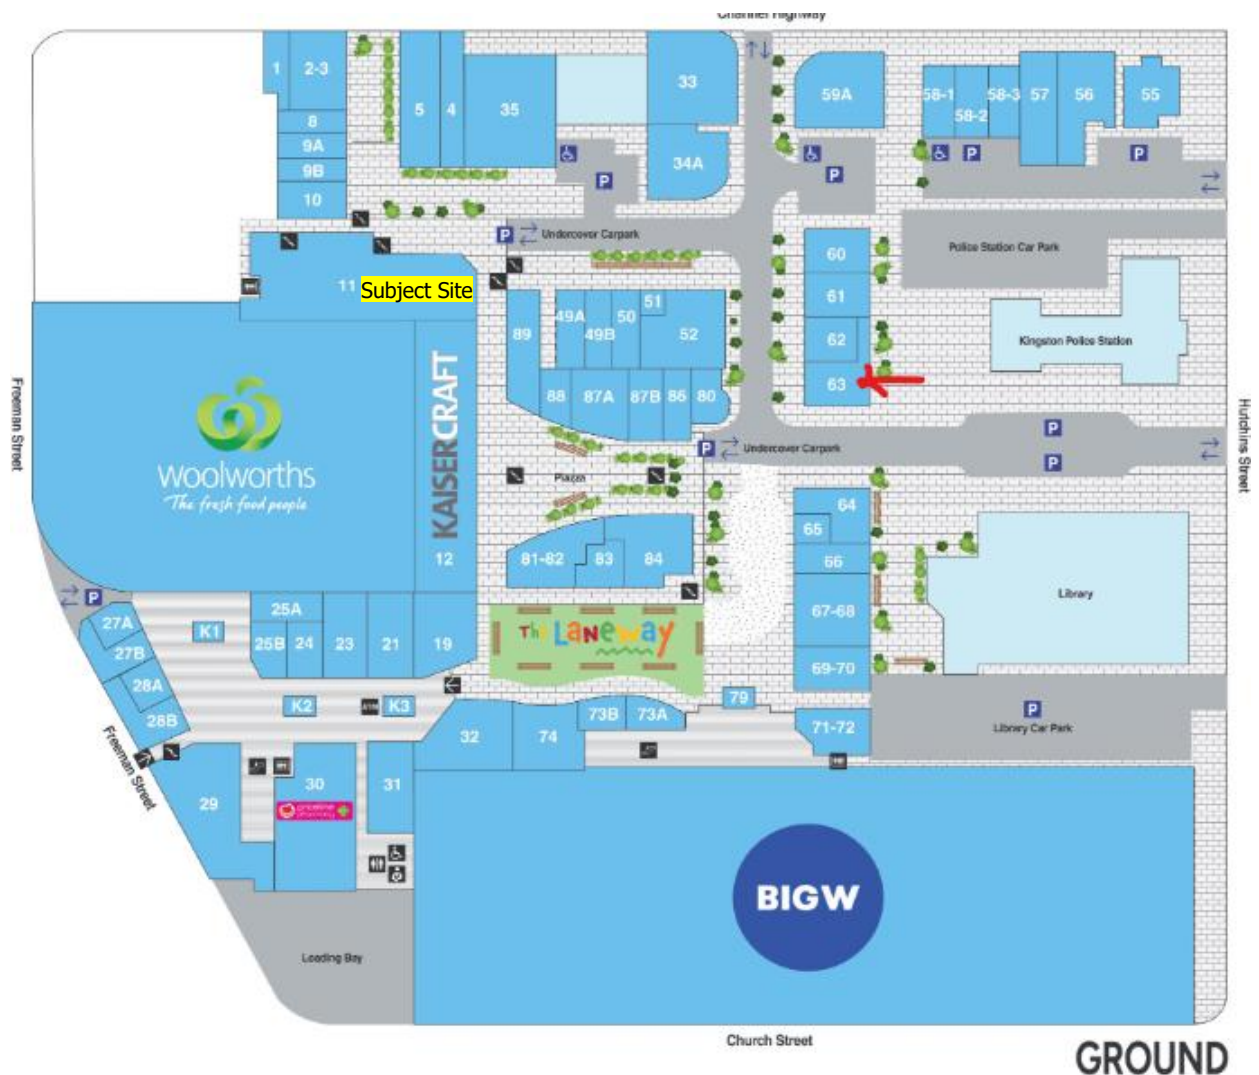 Channel Highway
1
2-3
8
9A
9B
10
5
4
35
33
34A
59A
58-1
58-2
58-3
57
56
55
P
P
P
P
Undercover Carpark
P
Police Station Car Park
11
Subject Site
60
61
62
63
Kingston Police Station
89
49A
49B
50
51
52
88
87A
87B
86
80
Freeman Street
Hutchins Street
woolworths
The fresh food people
KAISERCRAFT
12
P
Undercover Carpark
P
P
Piazza
81-82
83
84
64
65
66
67-68
69-70
Library
P
27A
27B
28A
28B
K1
25A
25B
24
23
21
19
The Laneway
K2
ATM
K3
32
74
73B
73A
79
71-72
P
Library Car Park
Freeman Street
29
30
priceline
pharmacy
31
BIGW
Loading Bay
Church Street
GROUND